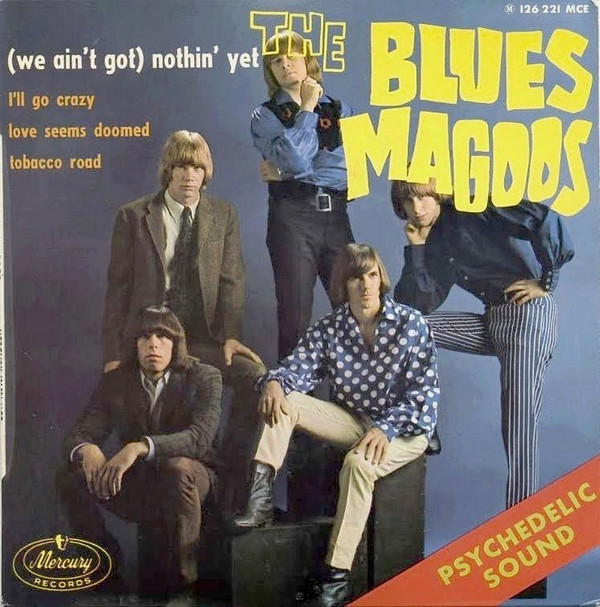 Ⓜ 126 221 MCE
THE
BLUES
MAGOOS
(we ain't got) nothin' yet
I'll go crazy
love seems doomed
tobacco road
Mercury
RECORDS
PSYCHEDELIC
SOUND